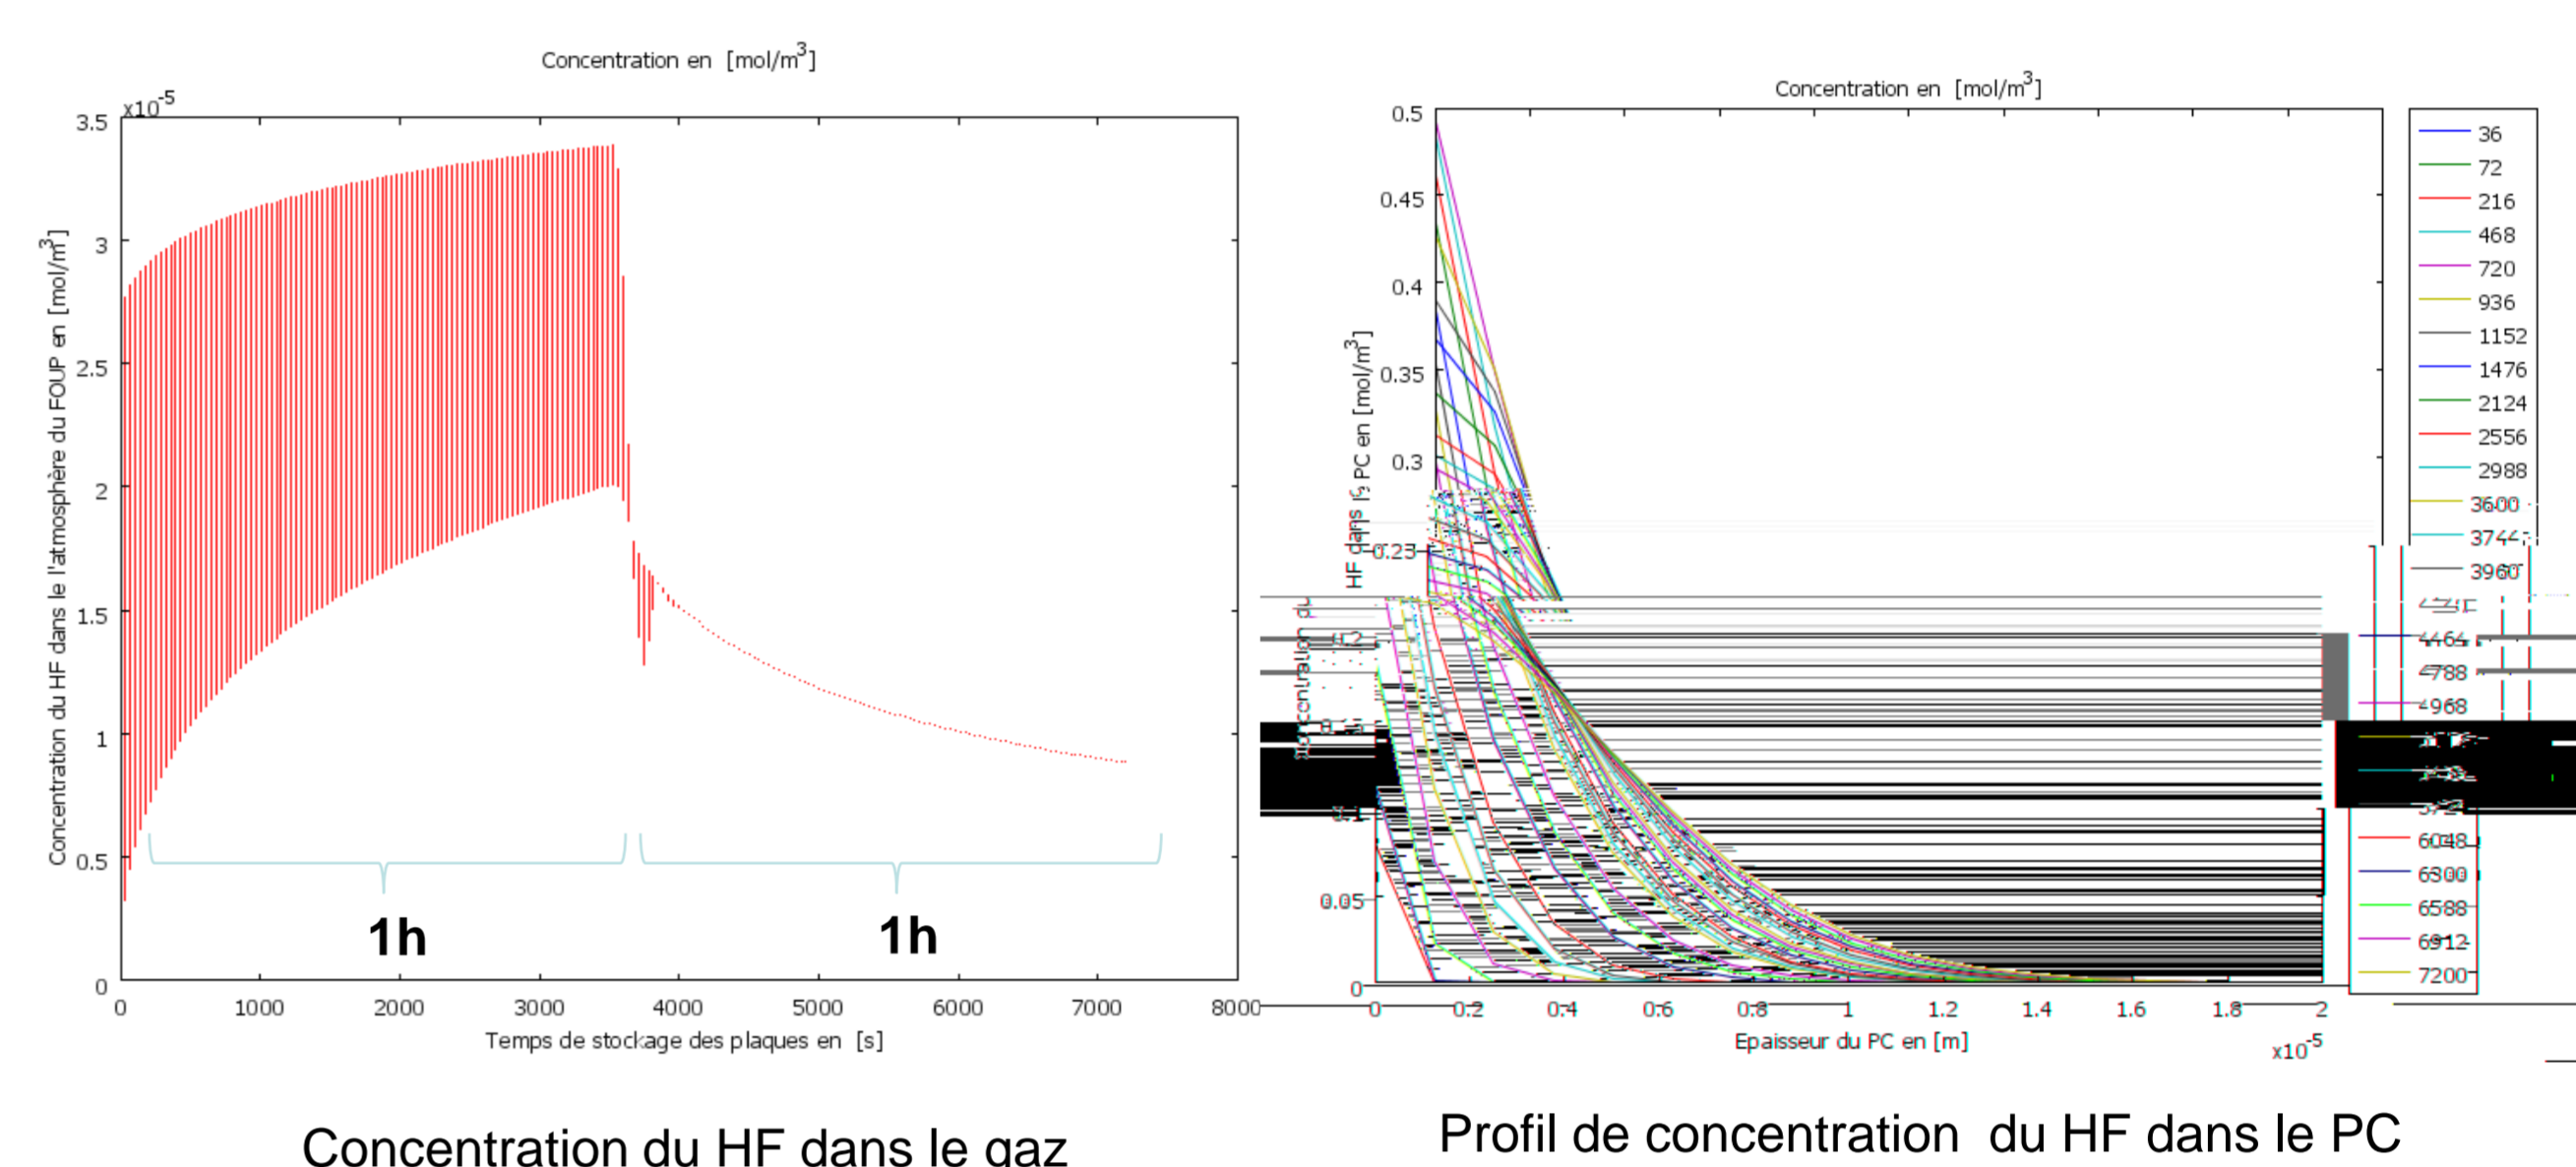 Concentration en [mol/m³]
x10⁻⁵
3.5
3
2.5
2
1.5
1
0.5
0
Concentration du HF dans le l'atmosphère du FOUP en [mol/m³]
1h
1h
0 1000 2000 3000 4000 5000 6000 7000 8000
Temps de stockage des plaques en [s]
Concentration du HF dans le gaz
Concentration en [mol/m³]
0.5
0.45
0.4
0.35
0.3
0.05
0
HF dans le PC en [mol/m³]
36
72
216
468
720
936
1152
1476
2124
2556
2988
3600
3744
3960
4464
4788
4968
6048
6300
6588
6912
7200
0 0.2 0.4 0.6 0.8 1 1.2 1.4 1.6 1.8 2
Epaisseur du PC en [m]
x10⁻⁵
Profil de concentration du HF dans le PC